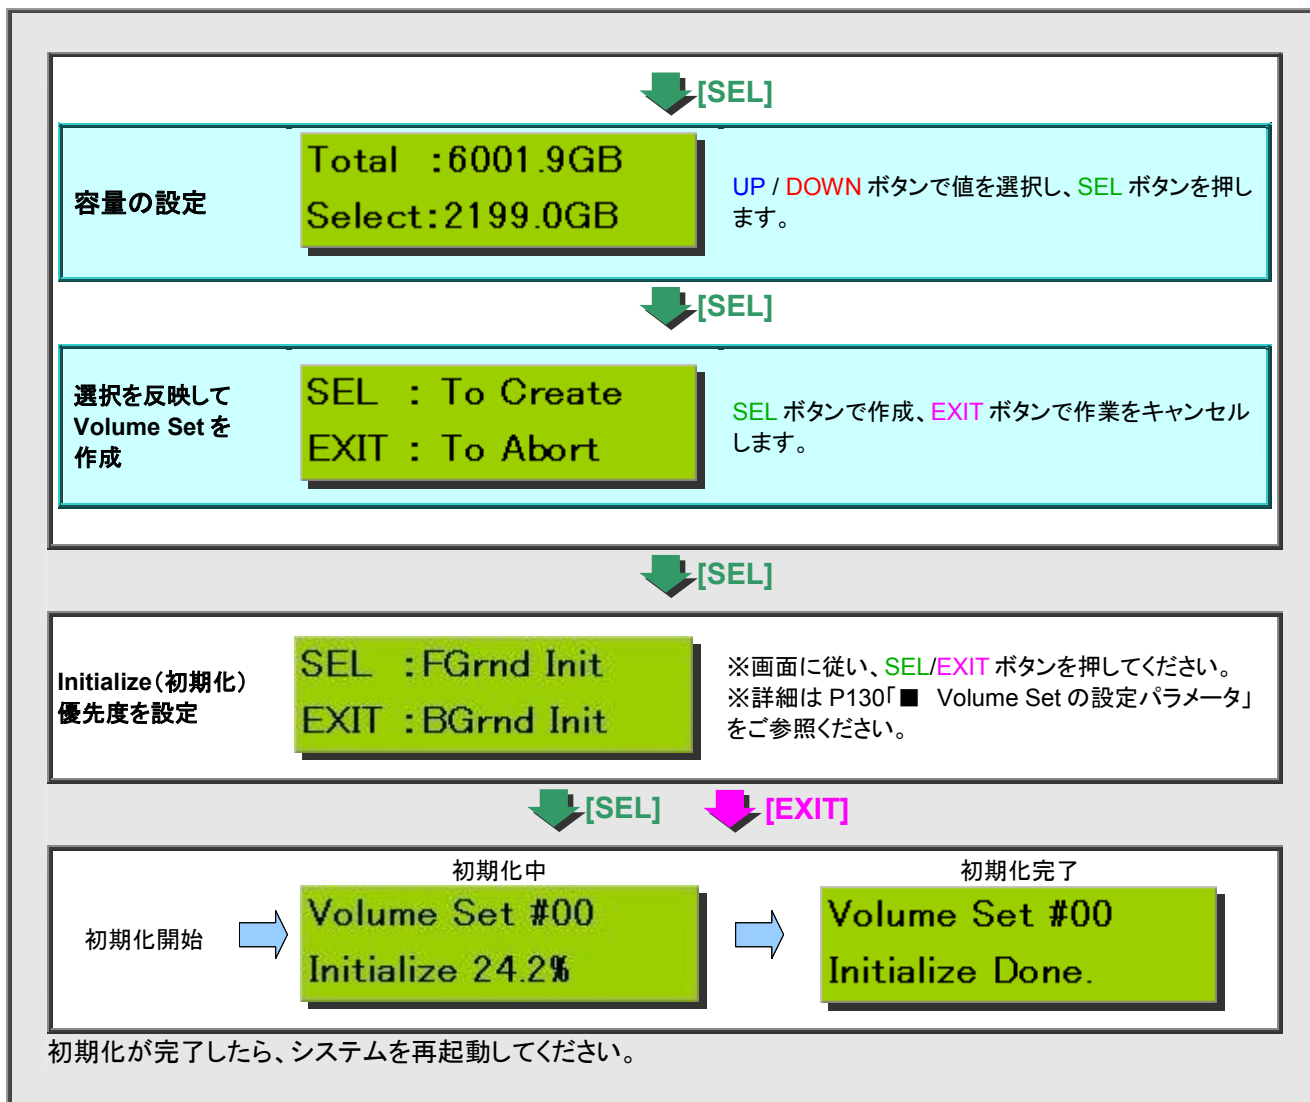 [SEL]
容量の設定
Total :6001.9GB
Select:2199.0GB
UP / DOWN ボタンで値を選択し、SEL ボタンを押し
ます。
[SEL]
選択を反映して
Volume Set を
作成
SEL : To Create
EXIT : To Abort
SEL ボタンで作成、EXIT ボタンで作業をキャンセル
します。
[SEL]
Initialize（初期化）
優先度を設定
SEL :FGrnd Init
EXIT :BGrnd Init
※画面に従い、SEL/EXIT ボタンを押してください。
※詳細は P130「■ Volume Set の設定パラメータ」
をご参照ください。
[SEL] [EXIT]
初期化開始
初期化中
Volume Set #00
Initialize 24.2%
初期化完了
Volume Set #00
Initialize Done.
初期化が完了したら、システムを再起動してください。